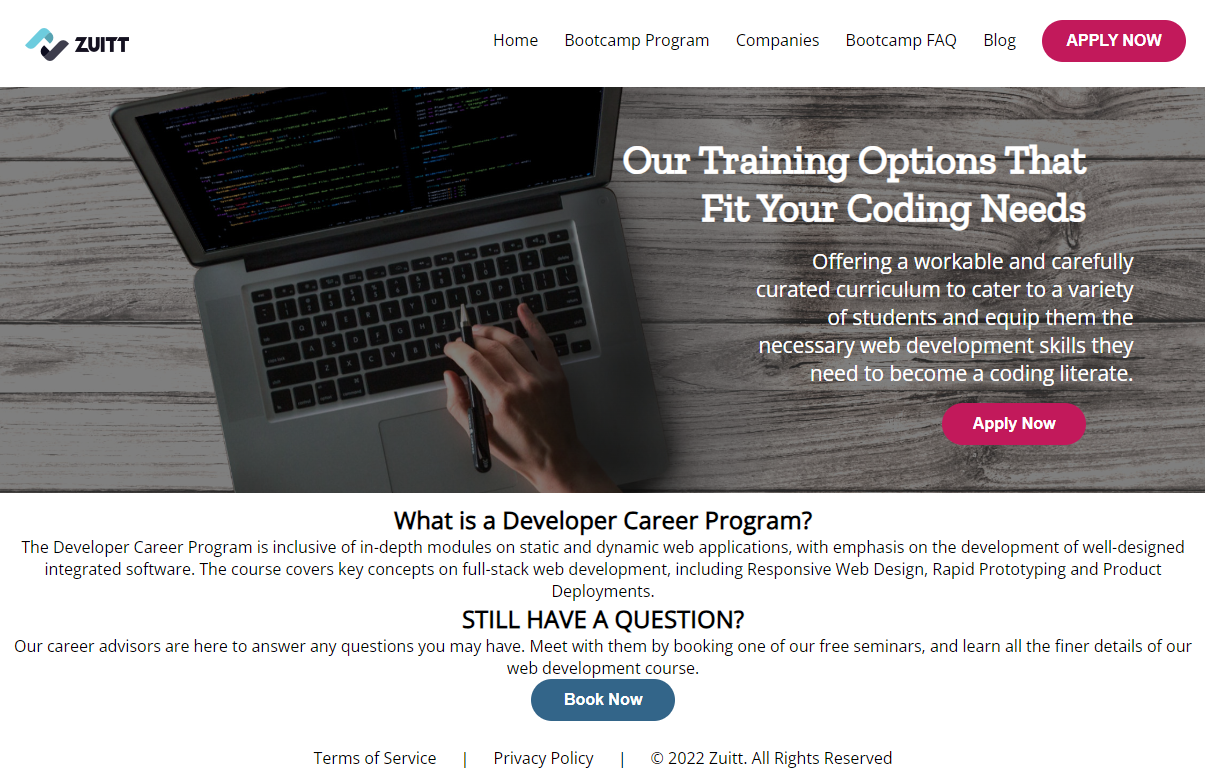 ZUITT
Home Bootcamp Program Companies Bootcamp FAQ Blog APPLY NOW
Our Training Options That
Fit Your Coding Needs
Offering a workable and carefully
curated curriculum to cater to a variety
of students and equip them the
necessary web development skills they
need to become a coding literate.
Apply Now
What is a Developer Career Program?
The Developer Career Program is inclusive of in-depth modules on static and dynamic web applications, with emphasis on the development of well-designed
integrated software. The course covers key concepts on full-stack web development, including Responsive Web Design, Rapid Prototyping and Product
Deployments.
STILL HAVE A QUESTION?
Our career advisors are here to answer any questions you may have. Meet with them by booking one of our free seminars, and learn all the finer details of our
web development course.
Book Now
Terms of Service | Privacy Policy | © 2022 Zuitt. All Rights Reserved